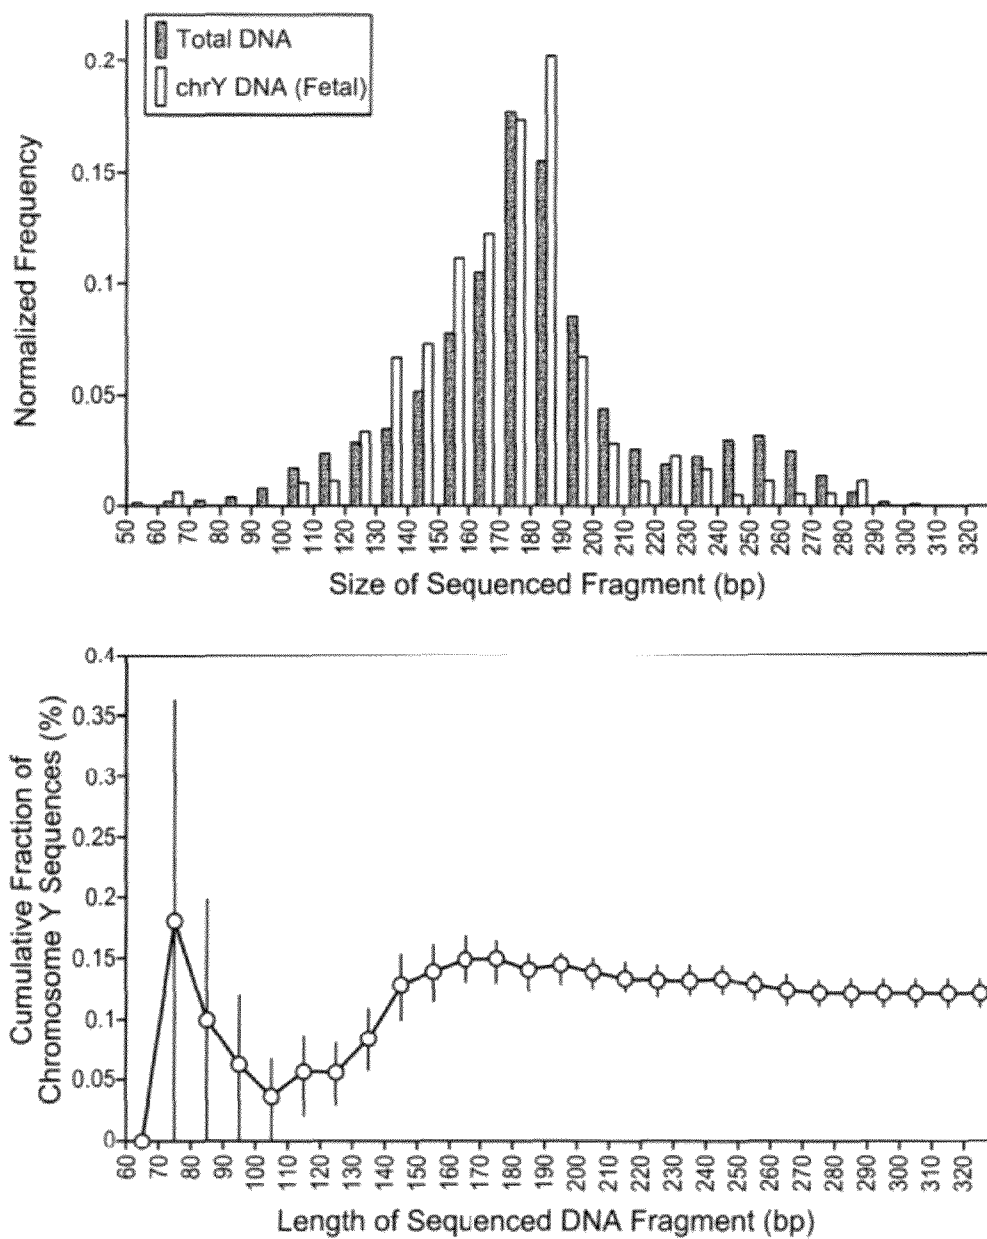 Total DNA
chrY DNA (Fetal)
Normalized Frequency
0.2
0.15
0.1
0.05
0
50 60 70 80 90 100 110 120 130 140 150 160 170 180 190 200 210 220 230 240 250 260 270 280 290 300 310 320
Size of Sequenced Fragment (bp)
Cumulative Fraction of
Chromosome Y Sequences (%)
0.4
0.35
0.3
0.25
0.2
0.15
0.1
0.05
0
60 70 80 90 100 110 120 130 140 150 160 170 180 190 200 210 220 230 240 250 260 270 280 290 300 310 320
Length of Sequenced DNA Fragment (bp)